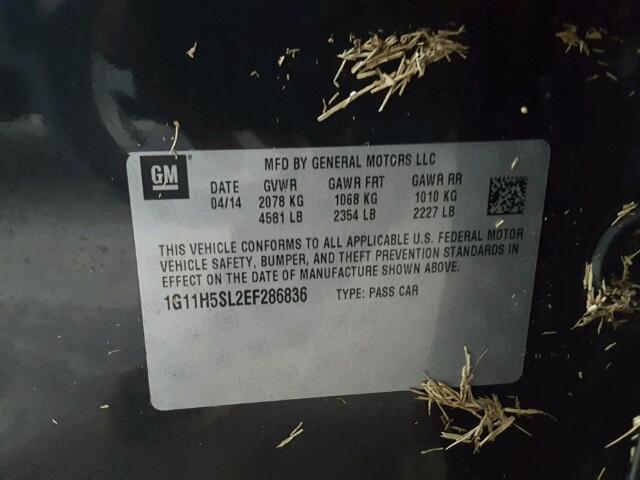 GM ® MFD BY GENERAL MOTORS LLC
DATE GVWR GAWR FRT GAWR RR
04/14 2078 KG 1068 KG 1010 KG
4581 LB 2354 LB 2227 LB
THIS VEHICLE CONFORMS TO ALL APPLICABLE U.S. FEDERAL MOTOR
VEHICLE SAFETY, BUMPER, AND THEFT PREVENTION STANDARDS IN
EFFECT ON THE DATE OF MANUFACTURE SHOWN ABOVE.
1G11H5SL2EF286836 TYPE: PASS CAR